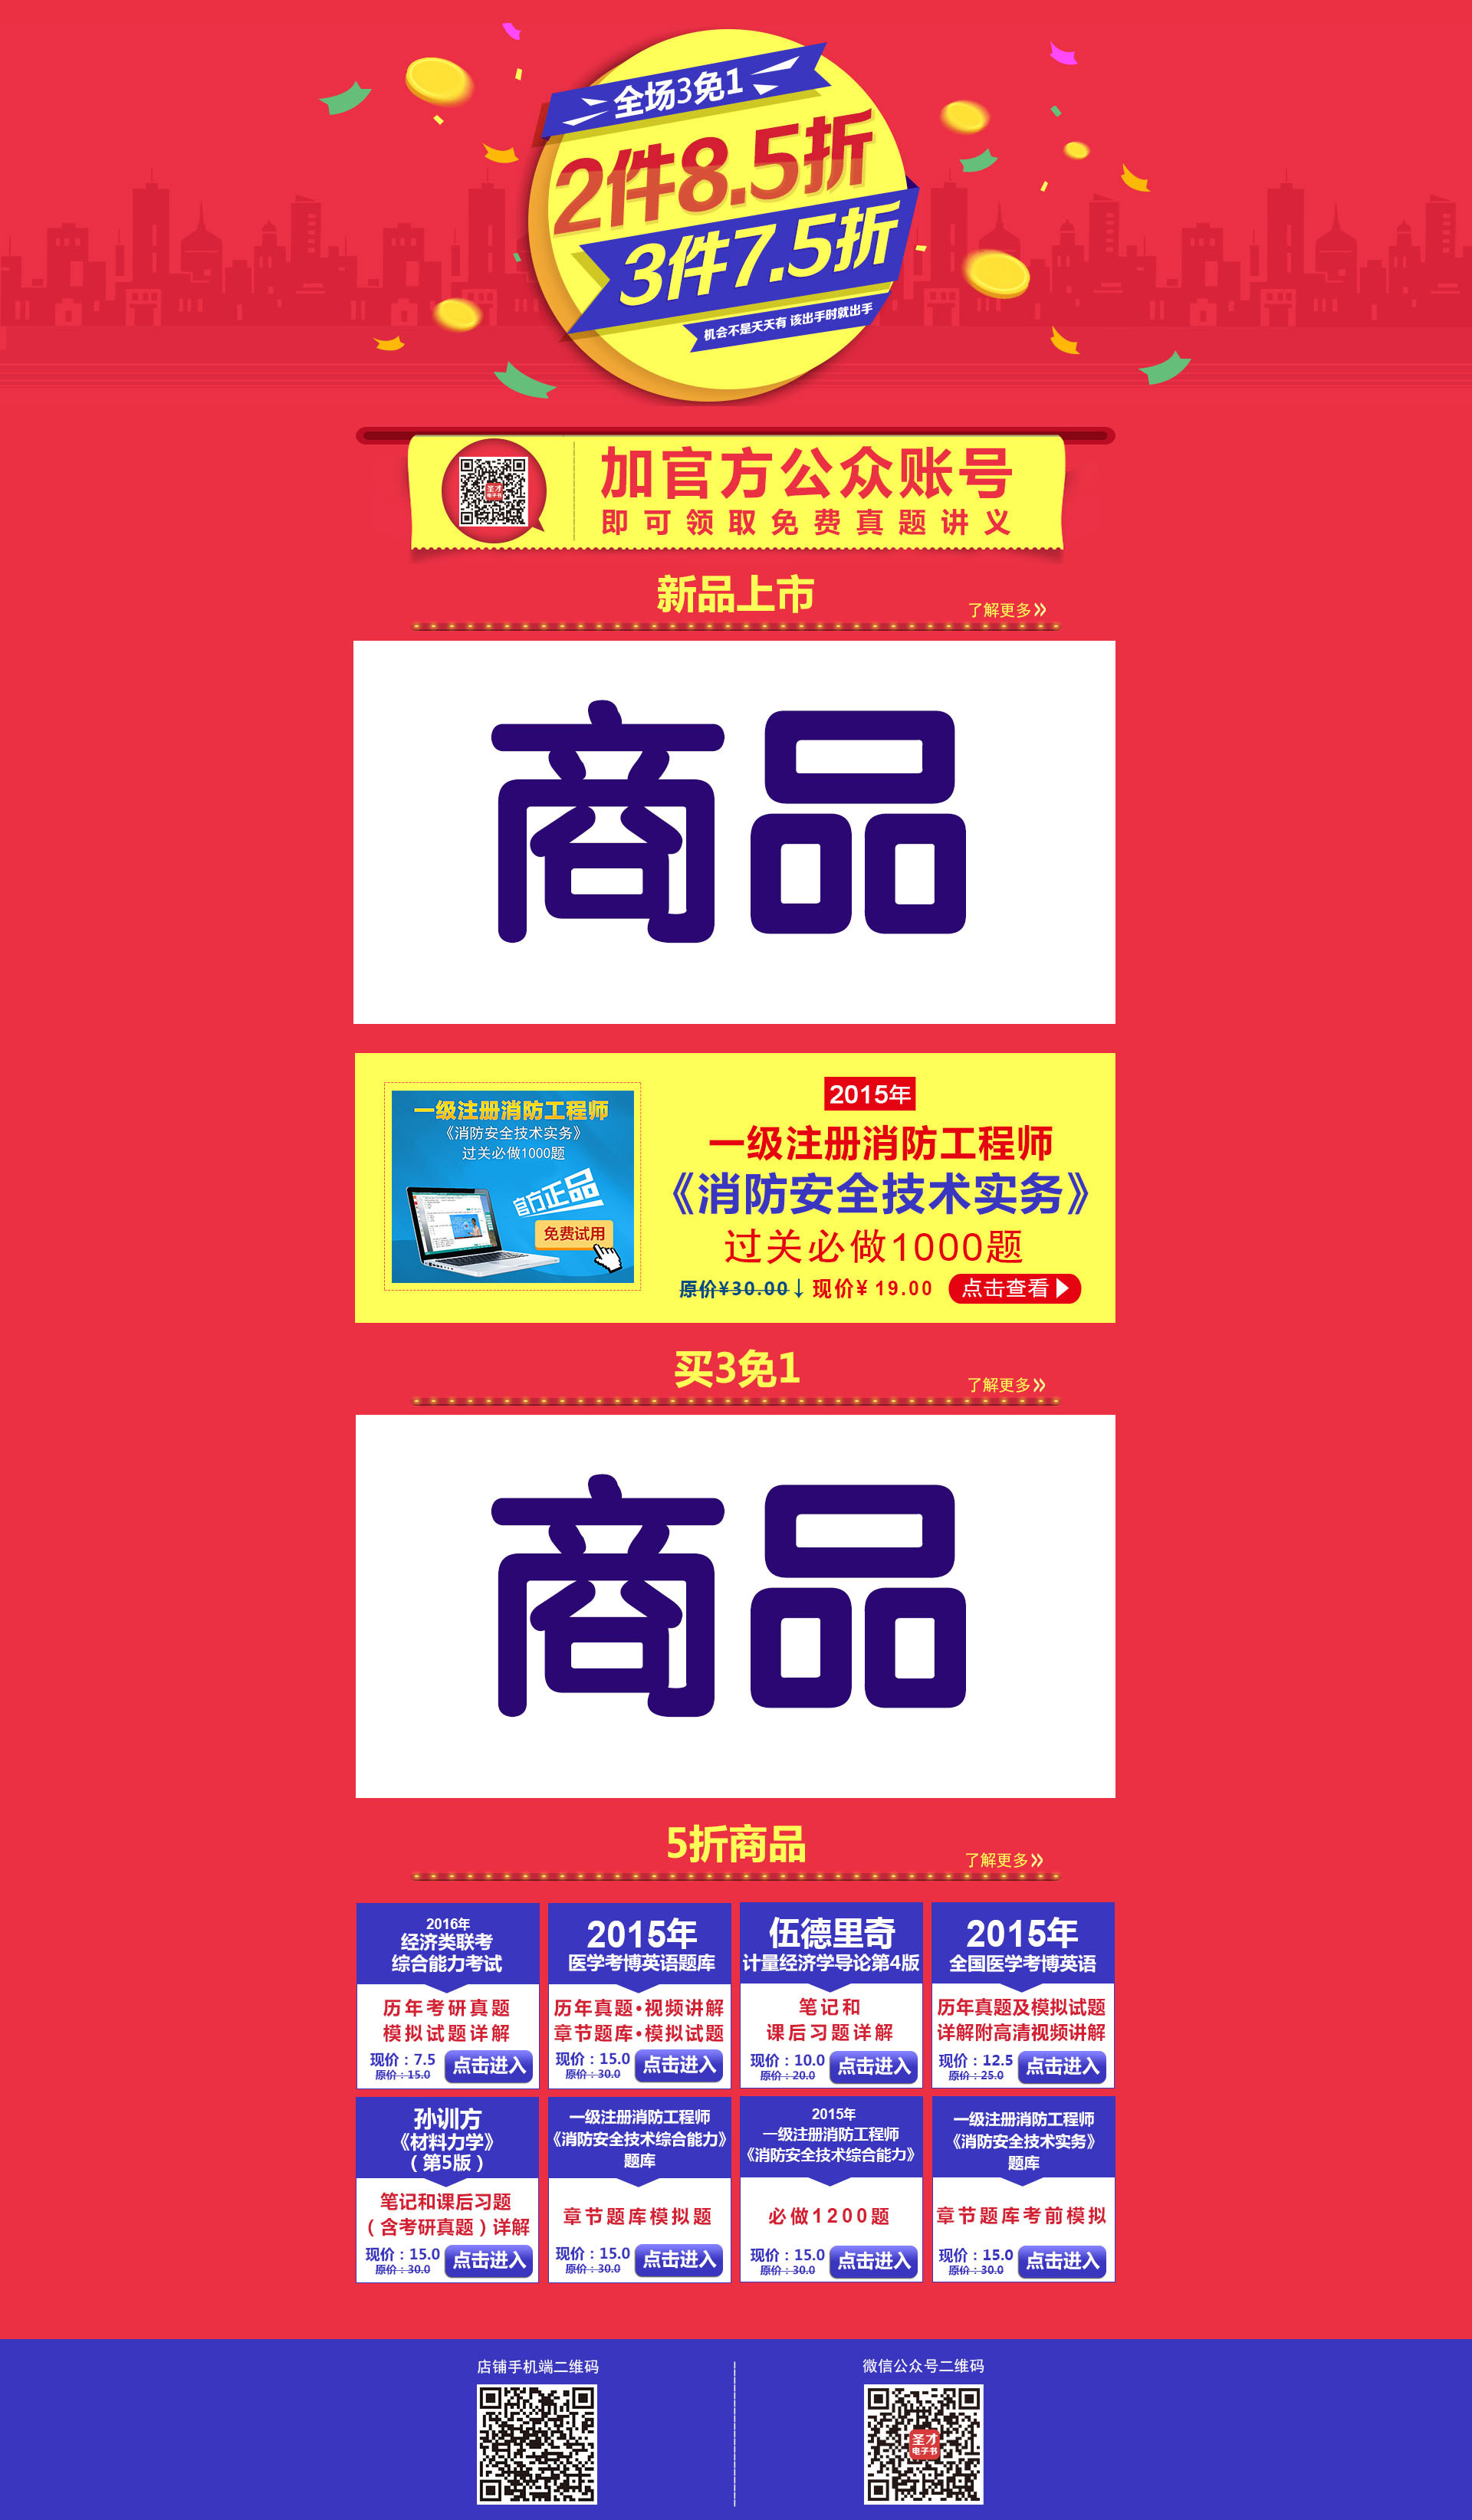 全场3免1
2件8.5折
3件7.5折
机会不是天天有 该出手时就出手
圣才
电子书
加官方公众账号
即可领取免费真题讲义
新品上市
了解更多»
商品
一级注册消防工程师
《消防安全技术实务》
过关必做1000题
官方正品
免费试用
2015年
一级注册消防工程师
《消防安全技术实务》
过关必做1000题
原价¥30.00↓现价¥19.00 点击查看
买3免1
了解更多»
商品
5折商品
了解更多»
2016年
经济类联考
综合能力考试
历年考研真题
模拟试题详解
现价：7.5
原价：15.0
点击进入
2015年
医学考博英语题库
历年真题•视频讲解
章节题库•模拟试题
现价：15.0
原价：30.0
点击进入
伍德里奇
计量经济学导论第4版
笔记和
课后习题详解
现价：10.0
原价：20.0
点击进入
2015年
全国医学考博英语
历年真题及模拟试题
详解附高清视频讲解
现价：12.5
原价：25.0
点击进入
孙训方
《材料力学》
（第5版）
笔记和课后习题
（含考研真题）详解
现价：15.0
原价：30.0
点击进入
一级注册消防工程师
《消防安全技术综合能力》
题库
章节题库模拟题
现价：15.0
原价：30.0
点击进入
2015年
一级注册消防工程师
《消防安全技术综合能力》
必做1200题
现价：15.0
原价：30.0
点击进入
一级注册消防工程师
《消防安全技术实务》
题库
章节题库考前模拟
现价：15.0
原价：30.0
点击进入
店铺手机端二维码
微信公众号二维码
圣才
电子书